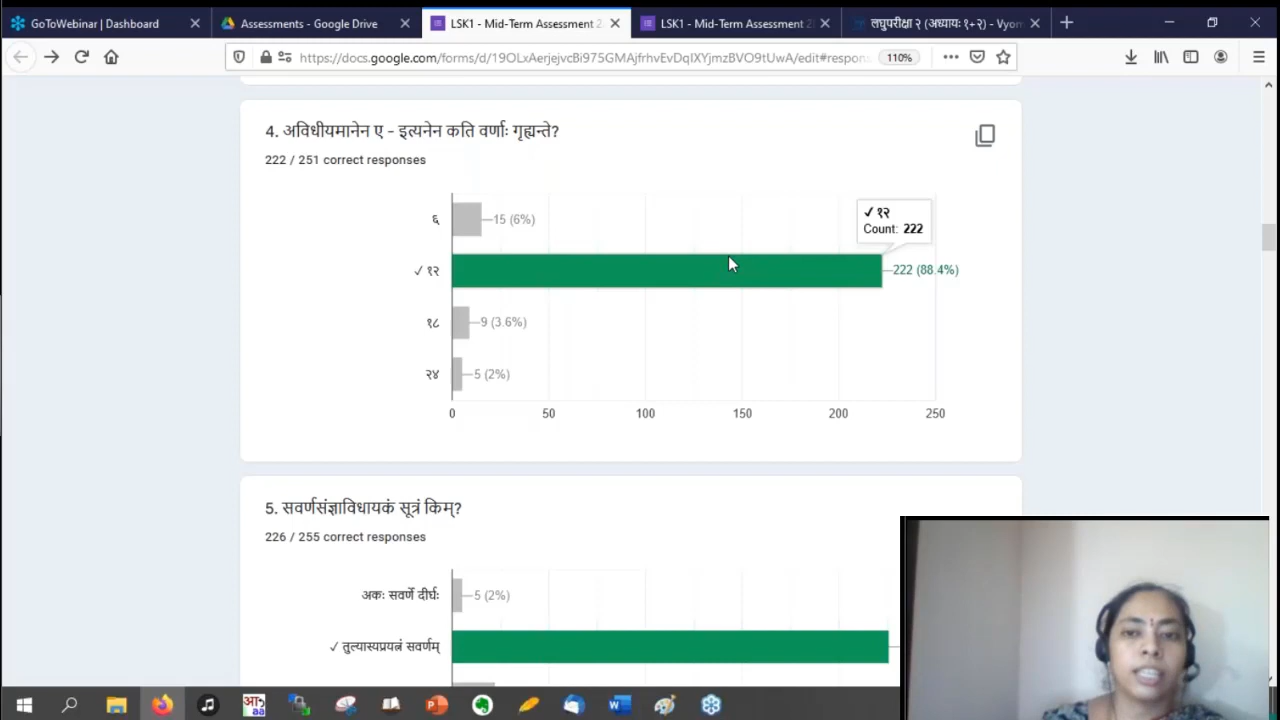 GoToWebinar | Dashboard
Assessments - Google Drive
LSK1 - Mid-Term Assessment 2
LSK1 - Mid-Term Assessment 2
लघुपरीक्षा २ (अध्यायः १+२) - Vyom
https://docs.google.com/forms/d/19OLxAerjejvcBi975GMAjfrhvEvDqIXYjmzBVO9tUwA/edit#respon
110%
4. अविधीयमानेन ए - इत्यनेन कति वर्णाः गृह्यन्ते?
222 / 251 correct responses
६
15 (6%)
✓ १२
Count: 222
✓ १२
222 (88.4%)
१८
9 (3.6%)
२४
5 (2%)
0 50 100 150 200 250
5. सवर्णसंज्ञाविधायकं सूत्रं किम्?
226 / 255 correct responses
अकः सवर्णे दीर्घः
5 (2%)
✓ तुल्यास्यप्रयत्नं सवर्णम्